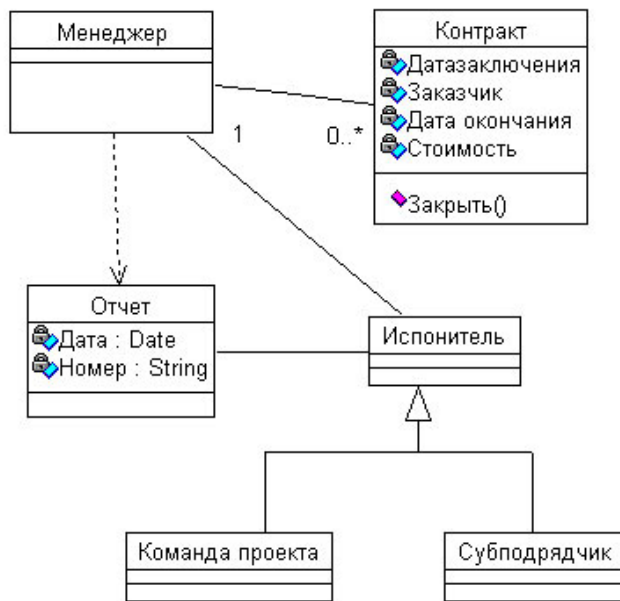 Менеджер
Контракт
Датазаключения
Заказчик
Дата окончания
Стоимость
Закрыть()
1
0..*
Отчет
Дата : Date
Номер : String
Испонитель
Команда проекта
Субподрядчик